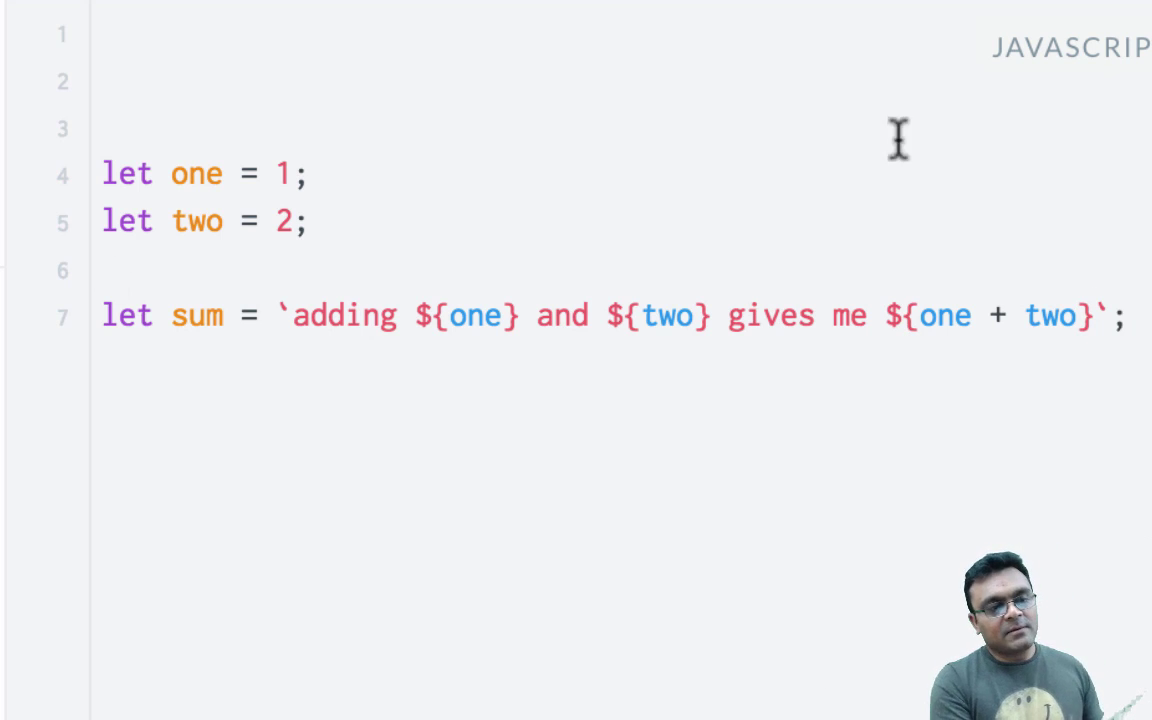 1
JAVASCRIP
2
3
4 let one = 1;
5 let two = 2;
6
7 let sum = `adding ${one} and ${two} gives me ${one + two}`;